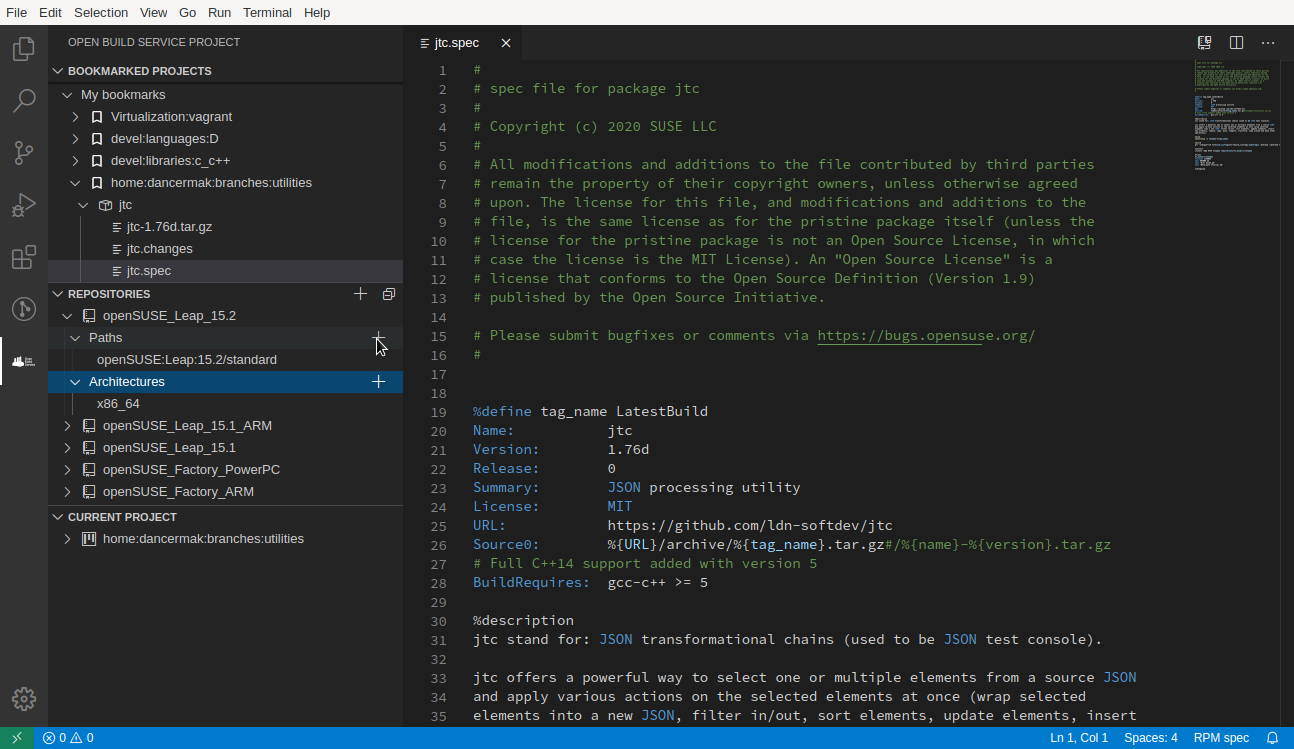 File Edit Selection View Go Run Terminal Help
OPEN BUILD SERVICE PROJECT
BOOKMARKED PROJECTS
My bookmarks
Virtualization:vagrant
devel:languages:D
devel:libraries:c_c++
home:dancermak:branches:utilities
jtc
jtc-1.76d.tar.gz
jtc.changes
jtc.spec
REPOSITORIES
openSUSE_Leap_15.2
Paths
openSUSE:Leap:15.2/standard
Architectures
x86_64
openSUSE_Leap_15.1_ARM
openSUSE_Leap_15.1
openSUSE_Factory_PowerPC
openSUSE_Factory_ARM
CURRENT PROJECT
home:dancermak:branches:utilities
jtc.spec
1 #
2 # spec file for package jtc
3 #
4 # Copyright (c) 2020 SUSE LLC
5 #
6 # All modifications and additions to the file contributed by third parties
7 # remain the property of their copyright owners, unless otherwise agreed
8 # upon. The license for this file, and modifications and additions to the
9 # file, is the same license as for the pristine package itself (unless the
10 # license for the pristine package is not an Open Source License, in which
11 # case the license is the MIT License). An "Open Source License" is a
12 # license that conforms to the Open Source Definition (Version 1.9)
13 # published by the Open Source Initiative.
14
15 # Please submit bugfixes or comments via https://bugs.opensuse.org/
16 #
17
18
19 %define tag_name LatestBuild
20 Name: jtc
21 Version: 1.76d
22 Release: 0
23 Summary: JSON processing utility
24 License: MIT
25 URL: https://github.com/ldn-softdev/jtc
26 Source0: %{URL}/archive/%{tag_name}.tar.gz#/%{name}-%{version}.tar.gz
27 # Full C++14 support added with version 5
28 BuildRequires: gcc-c++ >= 5
29
30 %description
31 jtc stand for: JSON transformational chains (used to be JSON test console).
32
33 jtc offers a powerful way to select one or multiple elements from a source JSON
34 and apply various actions on the selected elements at once (wrap selected
35 elements into a new JSON, filter in/out, sort elements, update elements, insert
0 0
Ln 1, Col 1 Spaces: 4 RPM spec